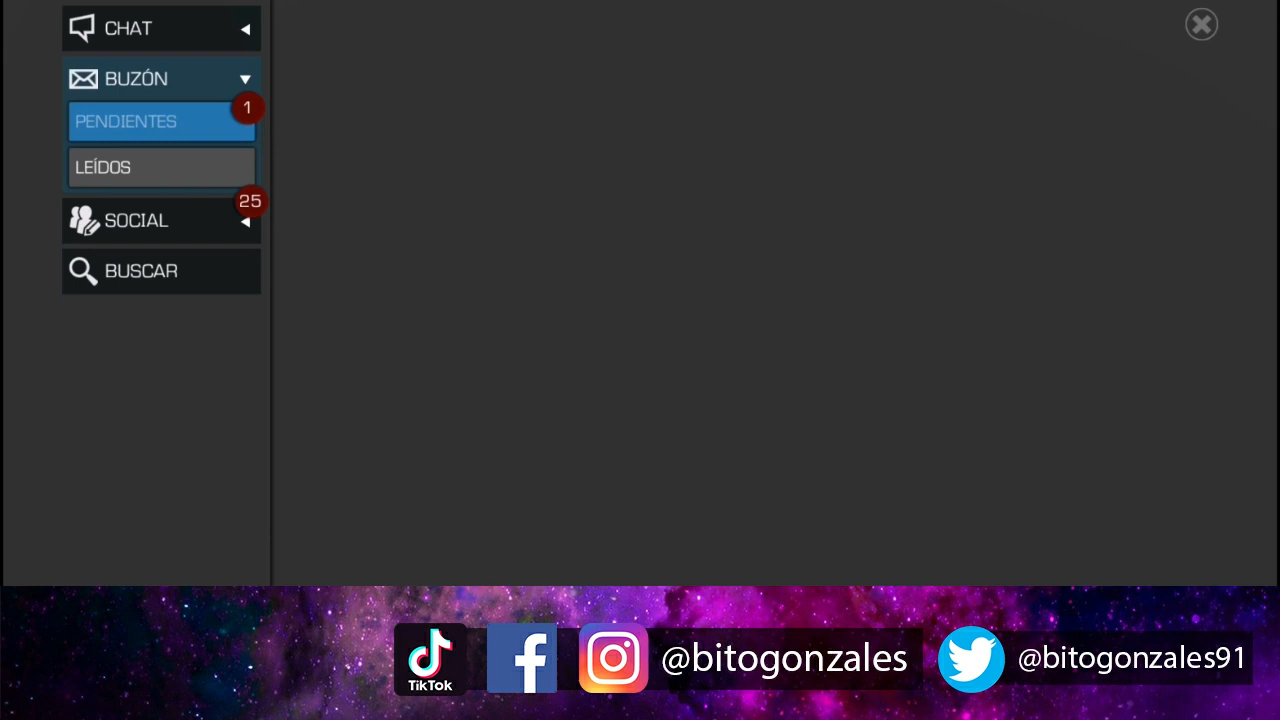 CHAT
BUZÓN
1
PENDIENTES
LEÍDOS
25
SOCIAL
BUSCAR
TikTok
@bitogonzales
@bitogonzales91